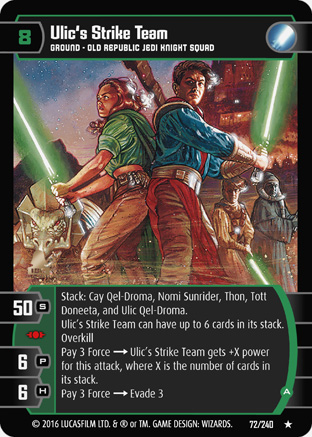 8
Ulic's Strike Team
GROUND - OLD REPUBLIC JEDI KNIGHT SQUAD
50 S
6 P
6 H
Stack: Cay Qel-Droma, Nomi Sunrider, Thon, Tott
Doneeta, and Ulic Qel-Droma.
Ulic's Strike Team can have up to 6 cards in its stack.
Overkill
Pay 3 Force → Ulic's Strike Team gets +X power
for this attack, where X is the number of cards in
its stack.
Pay 3 Force → Evade 3
A
© 2016 LUCASFILM LTD. & ® or TM. GAME DESIGN: WIZARDS. 72/240 ★